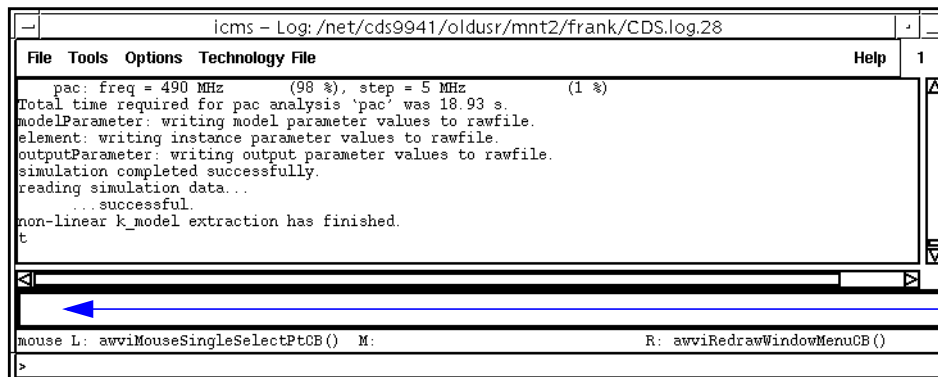 icms – Log: /net/cds9941/oldusr/mnt2/frank/CDS.log.28
File Tools Options Technology File Help 1
pac: freq = 490 MHz (98 %), step = 5 MHz (1 %)
Total time required for pac analysis `pac' was 18.93 s.
modelParameter: writing model parameter values to rawfile.
element: writing instance parameter values to rawfile.
outputParameter: writing output parameter values to rawfile.
simulation completed successfully.
reading simulation data...
...successful.
non-linear k_model extraction has finished.
t
mouse L: awviMouseSingleSelectPtCB() M: R: awviRedrawWindowMenuCB()
>